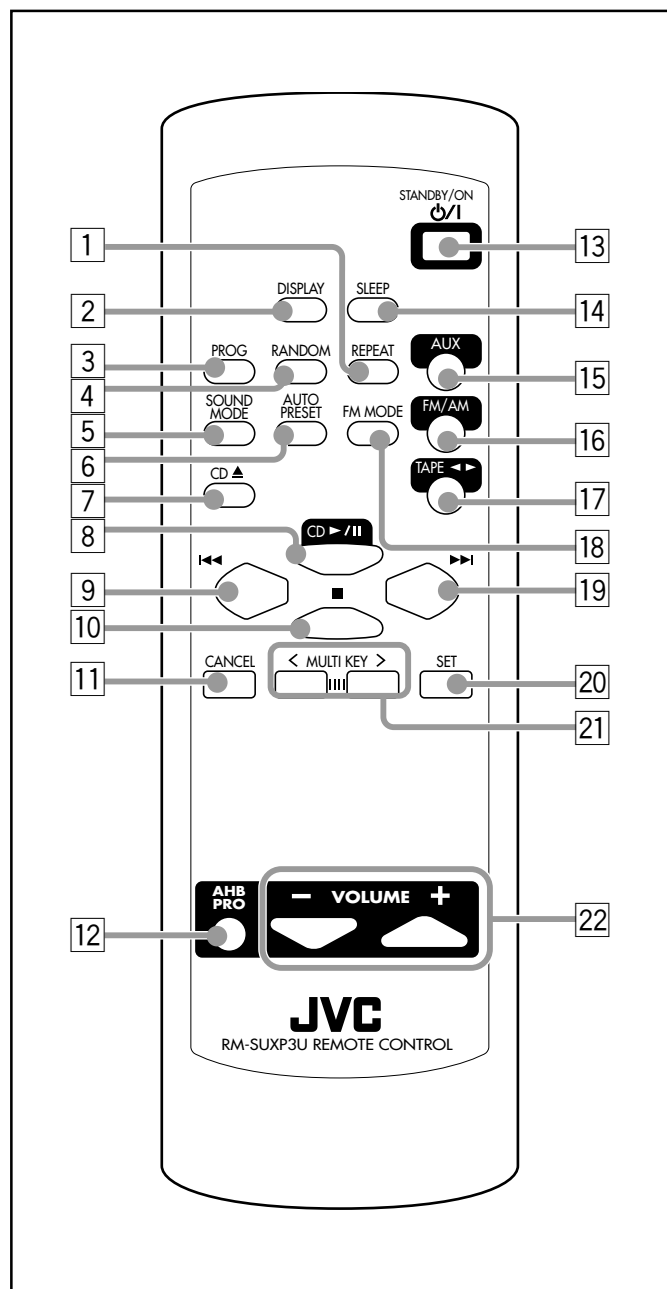 STANDBY/ON
⏻/I
1
13
DISPLAY
SLEEP
2
14
3
PROG
RANDOM
REPEAT
AUX
4
15
SOUND
MODE
AUTO
PRESET
FM MODE
FM/AM
5
16
6
CD ⏏
TAPE ◄ ►
7
17
8
CD ►/II
18
I◄◄
►►I
9
■
19
10
11
CANCEL
< MULTI KEY >
SET
20
21
AHB
PRO
– VOLUME +
12
22
JVC
RM-SUXP3U REMOTE CONTROL